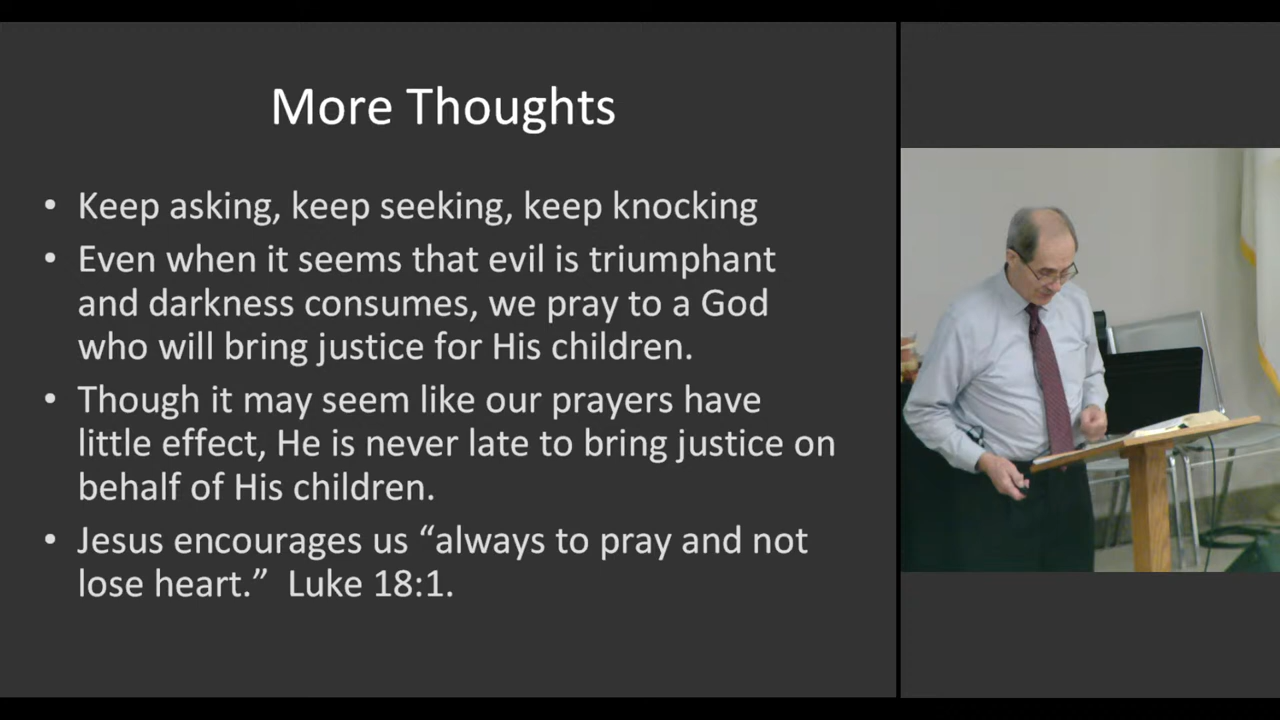 More Thoughts
• Keep asking, keep seeking, keep knocking
• Even when it seems that evil is triumphant
and darkness consumes, we pray to a God
who will bring justice for His children.
• Though it may seem like our prayers have
little effect, He is never late to bring justice on
behalf of His children.
• Jesus encourages us “always to pray and not
lose heart.”  Luke 18:1.